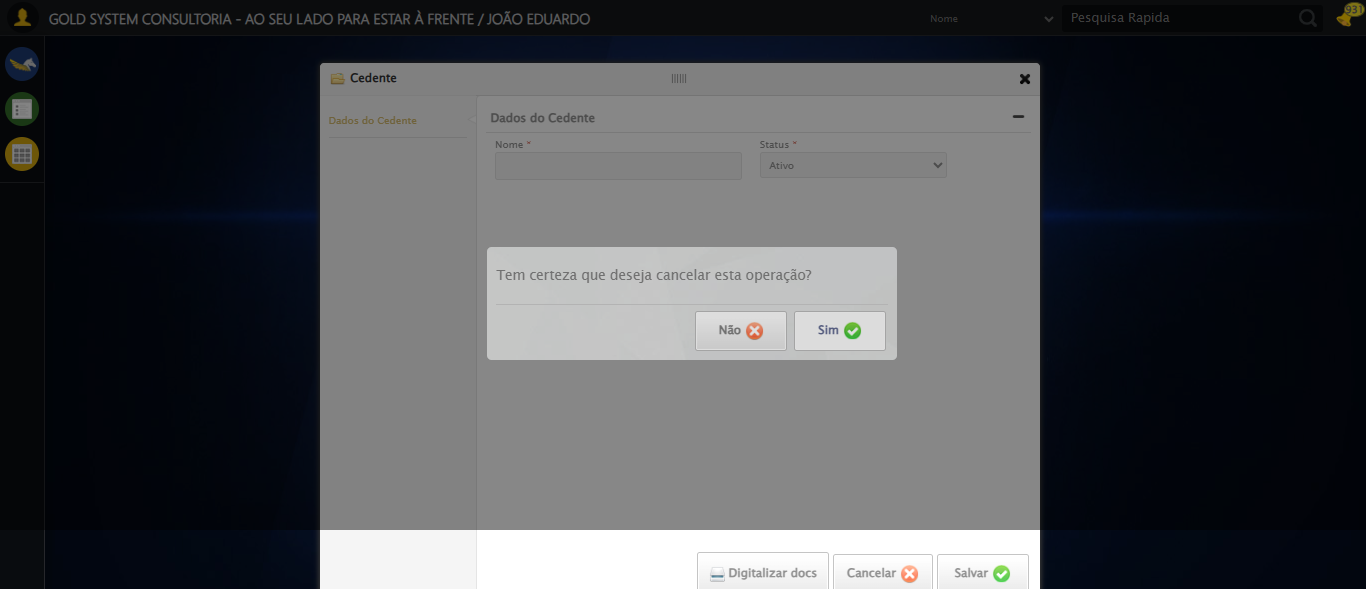 GOLD SYSTEM CONSULTORIA - AO SEU LADO PARA ESTAR À FRENTE / JOÃO EDUARDO
Nome
Pesquisa Rapida
931
Cedente
Dados do Cedente
Dados do Cedente
Nome *
Status *
Ativo
Tem certeza que deseja cancelar esta operação?
Não
Sim
Digitalizar docs
Cancelar
Salvar